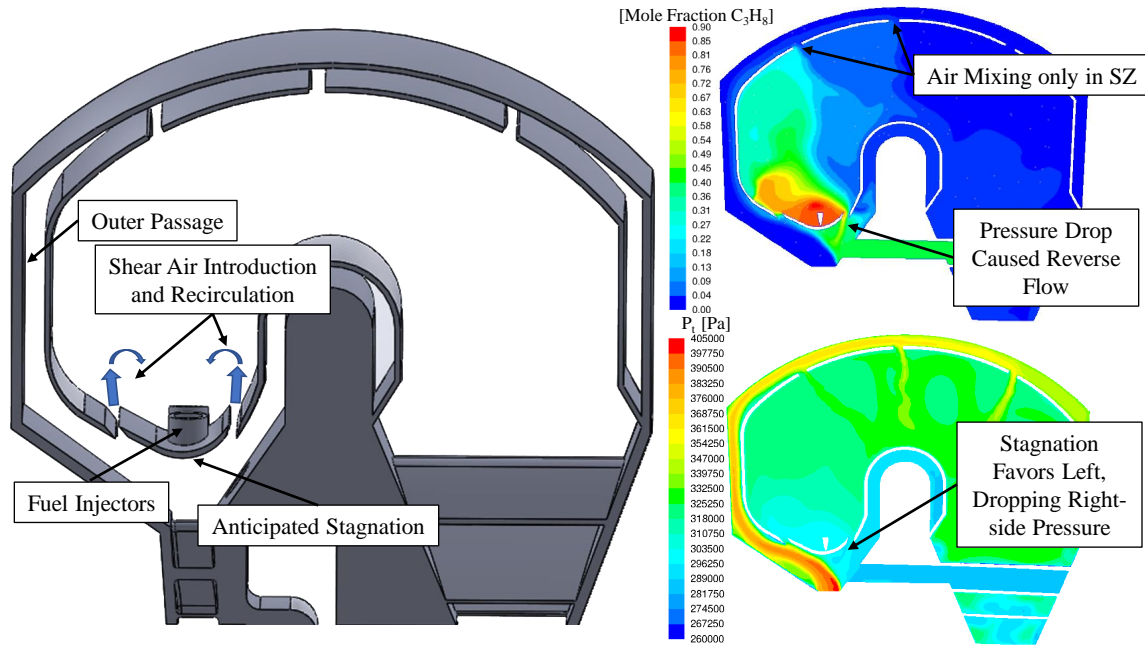 Outer Passage
Shear Air Introduction
and Recirculation
Fuel Injectors
Anticipated Stagnation
[Mole Fraction C₃H₈]
0.90
0.85
0.81
0.76
0.72
0.67
0.63
0.58
0.54
0.49
0.45
0.40
0.36
0.31
0.27
0.22
0.18
0.13
0.09
0.04
0.00
Air Mixing only in SZ
Pressure Drop
Caused Reverse
Flow
Pₜ [Pa]
405000
397750
390500
383250
376000
368750
361500
354250
347000
339750
332500
325250
318000
310750
303500
296250
289000
281750
274500
267250
260000
Stagnation
Favors Left,
Dropping Right-
side Pressure